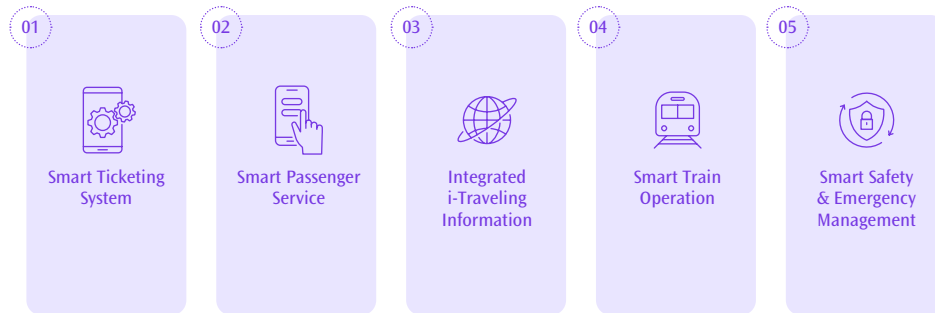 01
Smart Ticketing
System
02
Smart Passenger
Service
03
Integrated
i-Traveling
Information
04
Smart Train
Operation
05
Smart Safety
& Emergency
Management